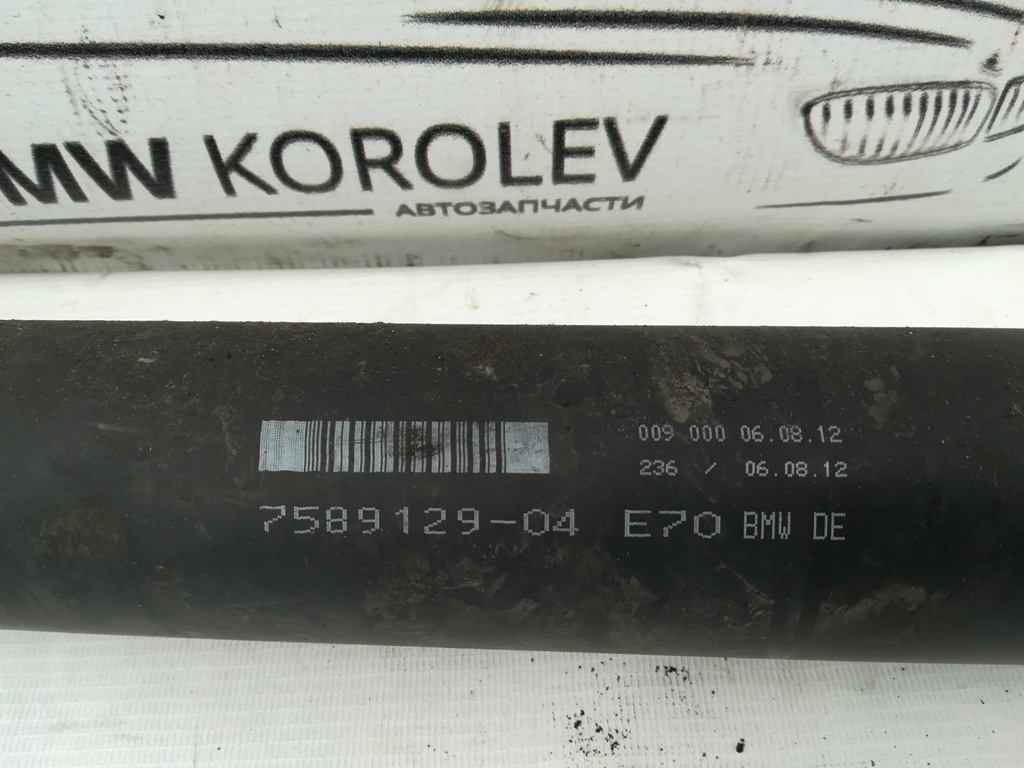 MW KOROLEV
АВТОЗАПЧАСТИ
009 000 06.08.12
236 / 06.08.12
7589129-04 E70 BMW DE